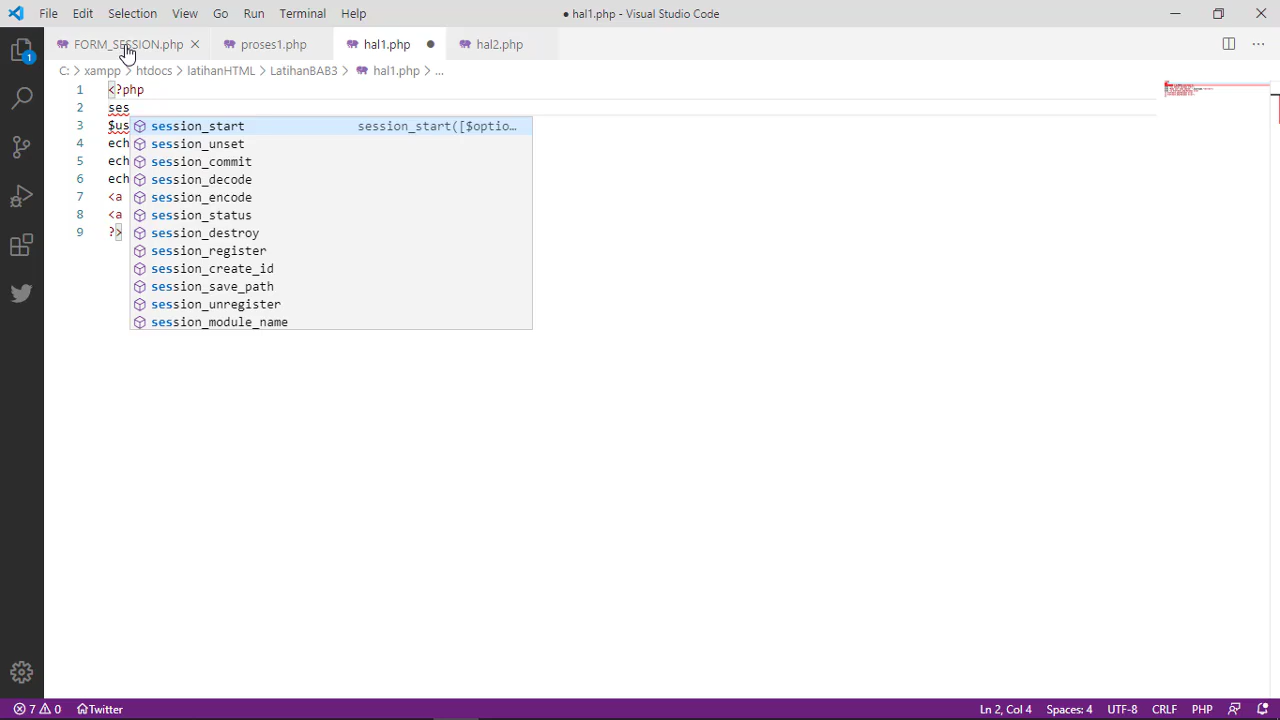 File Edit Selection View Go Run Terminal Help
● hal1.php - Visual Studio Code
FORM_SESSION.php
proses1.php
hal1.php
hal2.php
C: > xampp > htdocs > latihanHTML > LatihanBAB3 > hal1.php > ...
1 <?php
2 ses
3 $us
4 ech
5 ech
6 ech
7 <a
8 <a
9 ?>
session_start session_start([$optio…
session_unset
session_commit
session_decode
session_encode
session_status
session_destroy
session_register
session_create_id
session_save_path
session_unregister
session_module_name
1
7 0 Twitter
Ln 2, Col 4 Spaces: 4 UTF-8 CRLF PHP